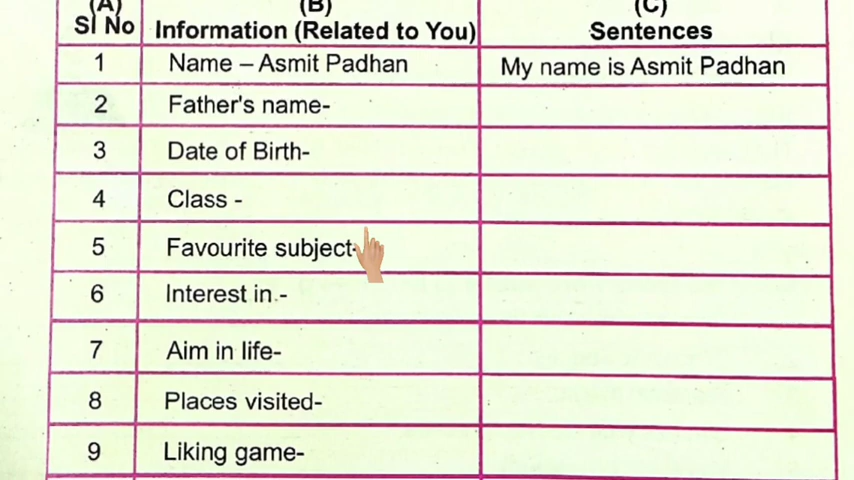 (A) (B) (C)
Sl No Information (Related to You) Sentences
1 Name – Asmit Padhan My name is Asmit Padhan
2 Father's name-
3 Date of Birth-
4 Class -
5 Favourite subject-
6 Interest in -
7 Aim in life-
8 Places visited-
9 Liking game-